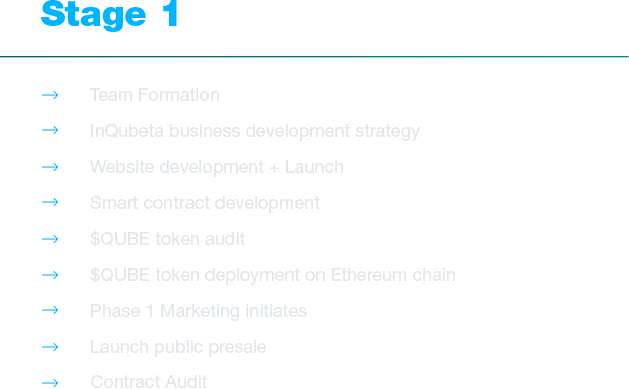 Stage 1
Team Formation
InQubeta business development strategy
Website development + Launch
Smart contract development
$QUBE token audit
$QUBE token deployment on Ethereum chain
Phase 1 Marketing initiates
Launch public presale
Contract Audit